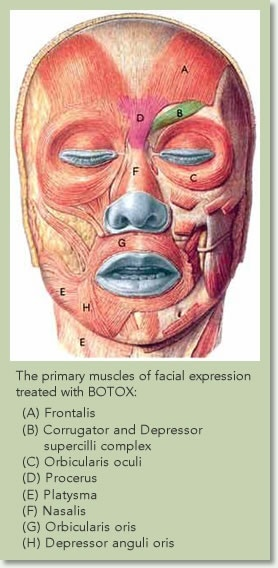 A
B
D
C
F
G
E
H
E
The primary muscles of facial expression
treated with BOTOX:
(A) Frontalis
(B) Corrugator and Depressor
supercilli complex
(C) Orbicularis oculi
(D) Procerus
(E) Platysma
(F) Nasalis
(G) Orbicularis oris
(H) Depressor anguli oris